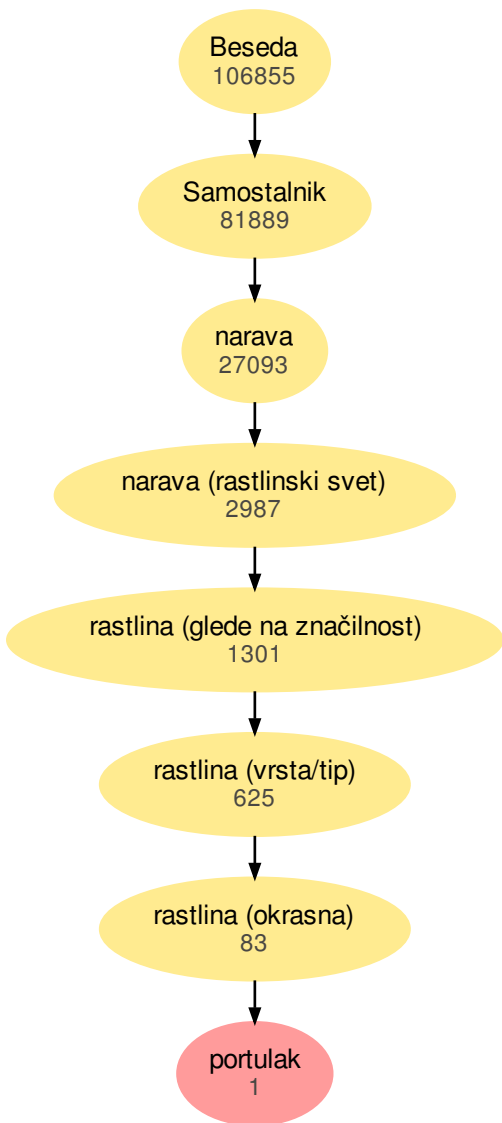 Beseda
106855
Samostalnik
81889
narava
27093
narava (rastlinski svet)
2987
rastlina (glede na značilnost)
1301
rastlina (vrsta/tip)
625
rastlina (okrasna)
83
portulak
1